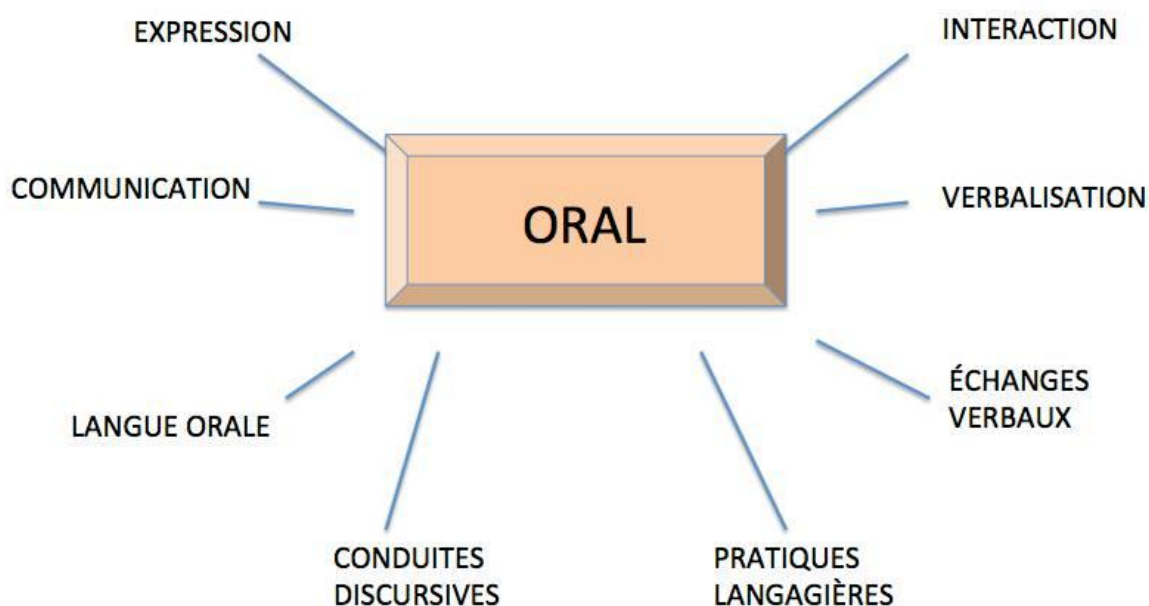 EXPRESSION
INTERACTION
COMMUNICATION
ORAL
VERBALISATION
LANGUE ORALE
ÉCHANGES
VERBAUX
CONDUITES
DISCURSIVES
PRATIQUES
LANGAGIÈRES